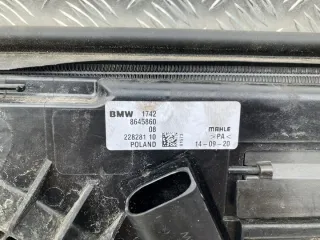 BMW 1742
8645860
08
228281 10
POLAND
MAHLE
>PA<
14-09-20